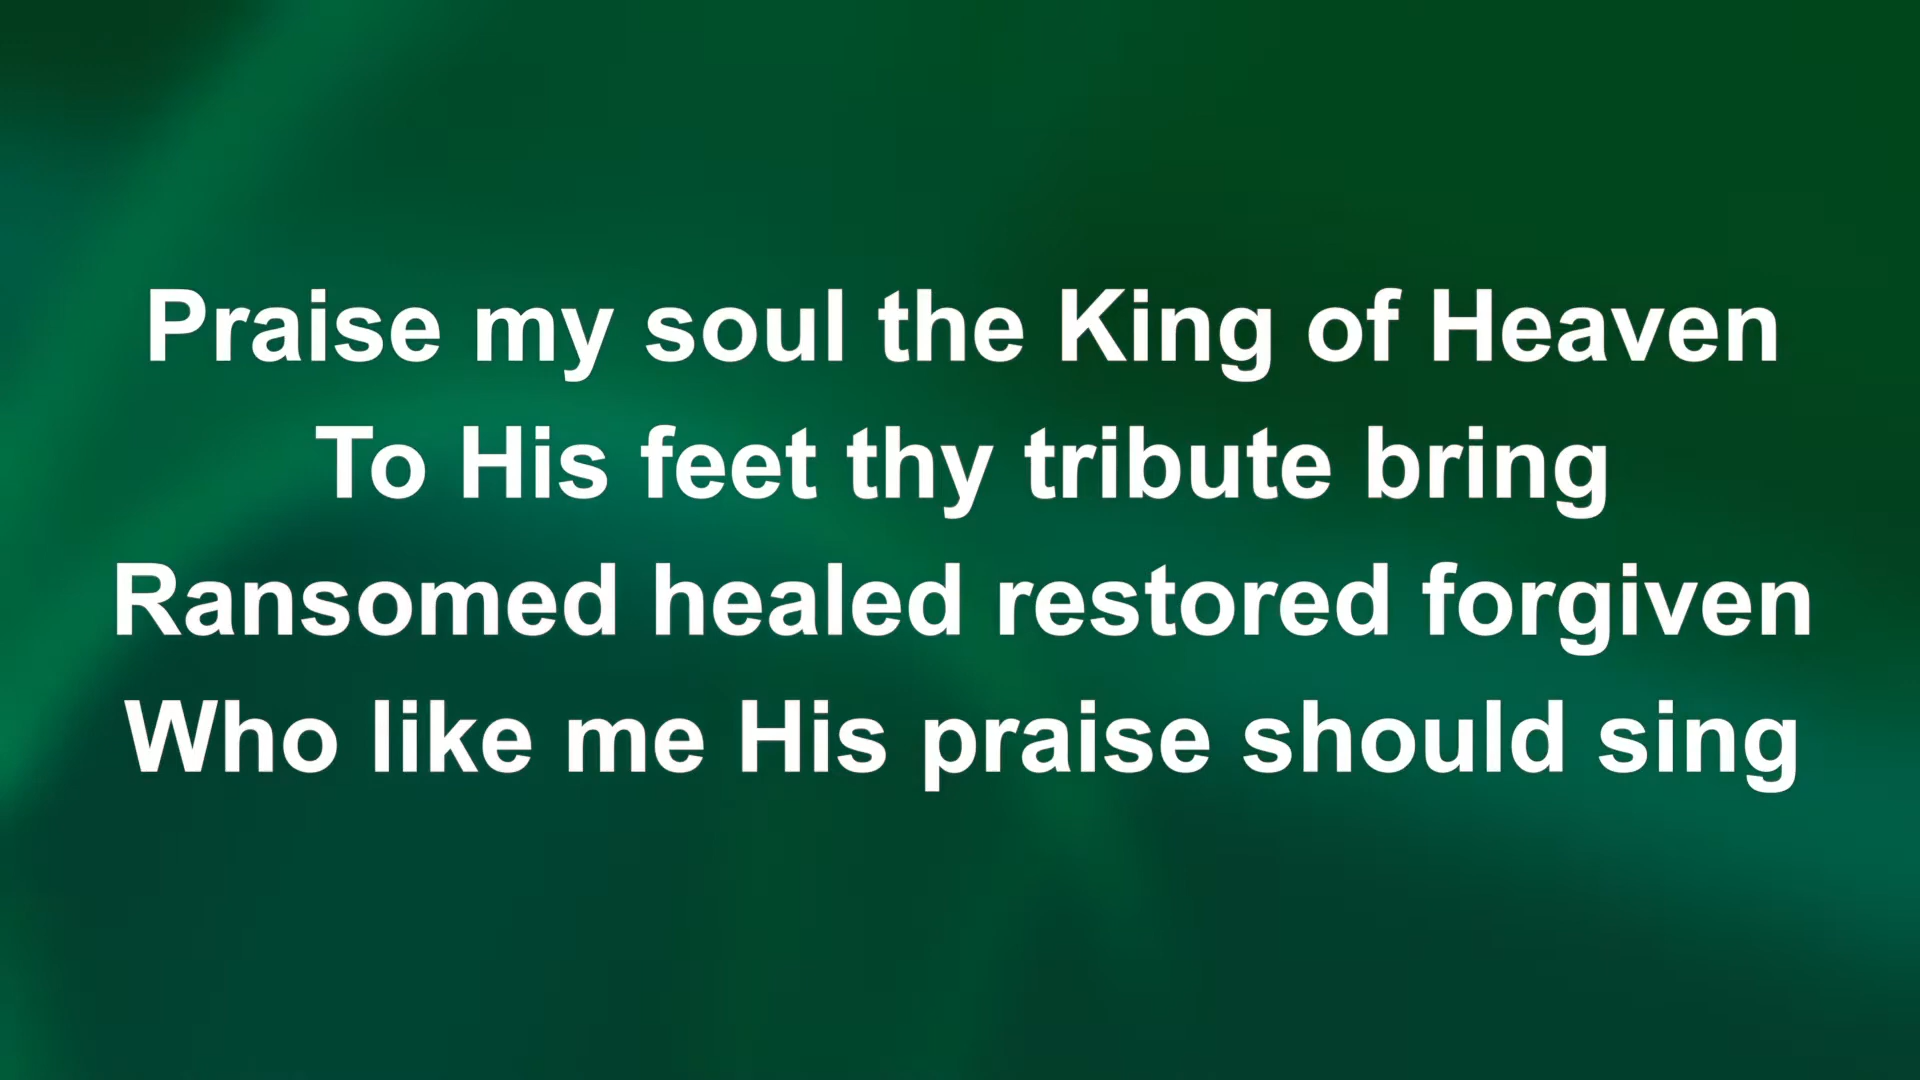 Praise my soul the King of Heaven
To His feet thy tribute bring
Ransomed healed restored forgiven
Who like me His praise should sing